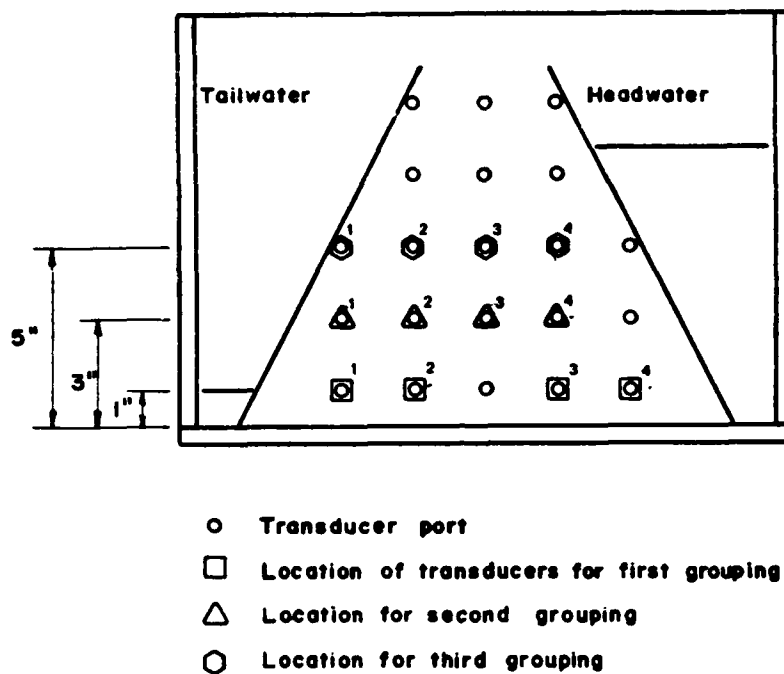 Tailwater Headwater
1 2 3 4
5"
1 2 3 4
3"
1 2 3 4
1"
Transducer port
Location of transducers for first grouping
Location for second grouping
Location for third grouping